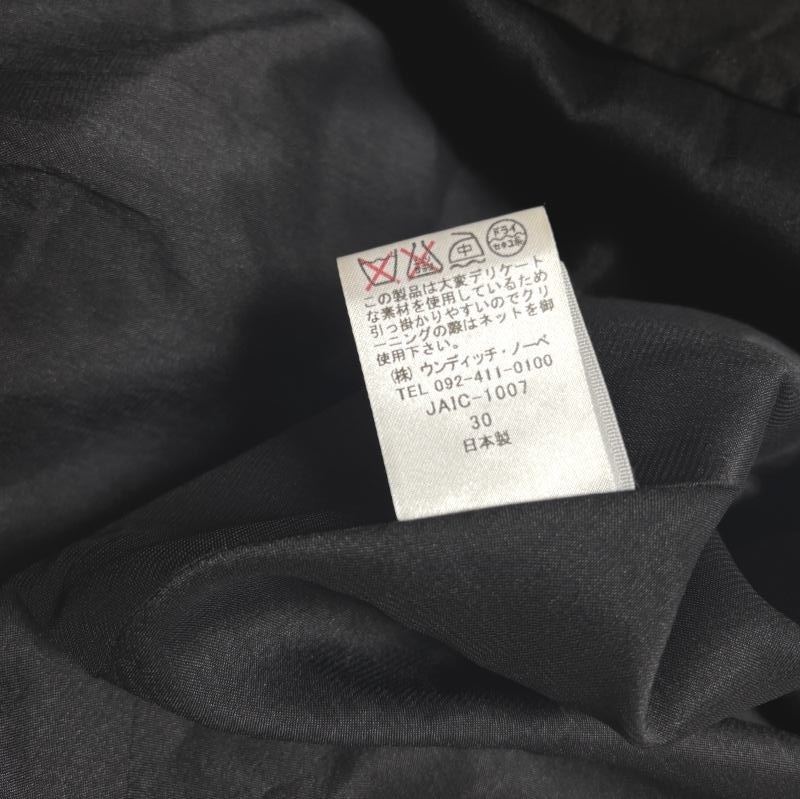 中 ドライ
セキユ系
この製品は大変デリケート
な素材を使用しているため
引っ掛かりやすいのでクリ
ーニングの際はネットを御
使用下さい。
(株) ウンディッチ・ノーベ
TEL 092-411-0100
JAIC-1007
30
日本製